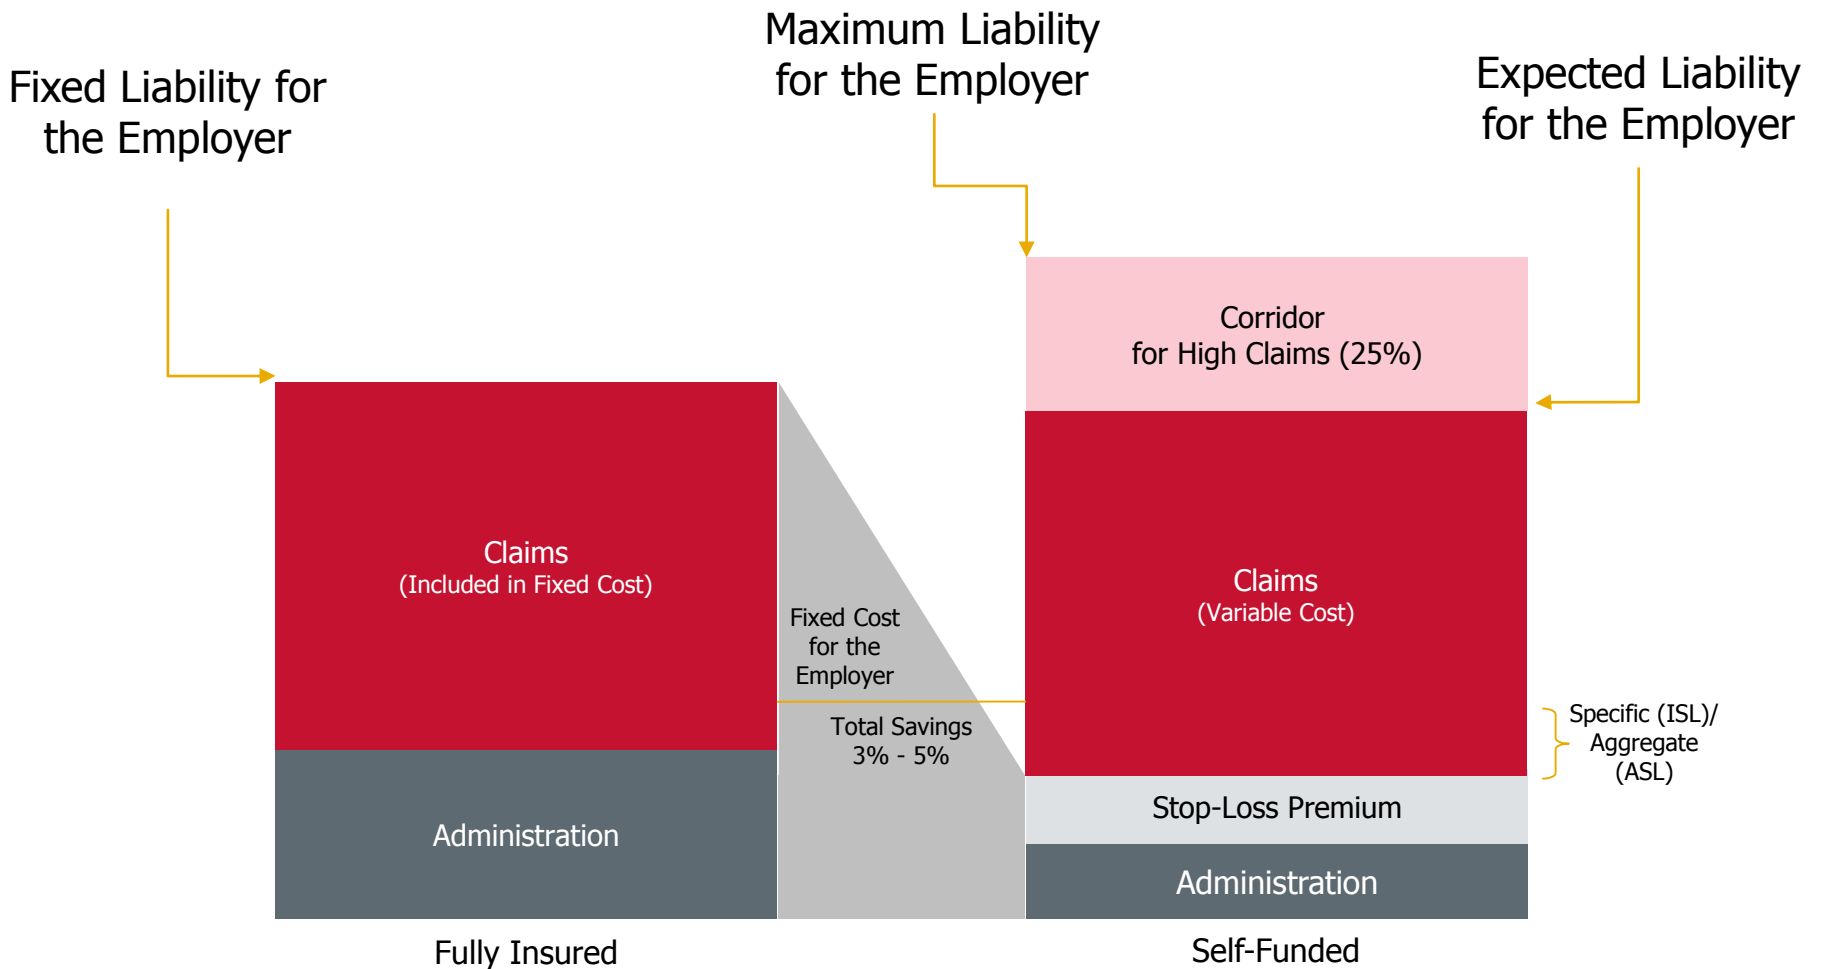 Maximum Liability
for the Employer
Fixed Liability for
the Employer
Expected Liability
for the Employer
Corridor
for High Claims (25%)
Claims
(Included in Fixed Cost)
Claims
(Variable Cost)
Fixed Cost
for the
Employer
Total Savings
3% - 5%
Specific (ISL)/
Aggregate
(ASL)
Stop-Loss Premium
Administration
Administration
Fully Insured
Self-Funded